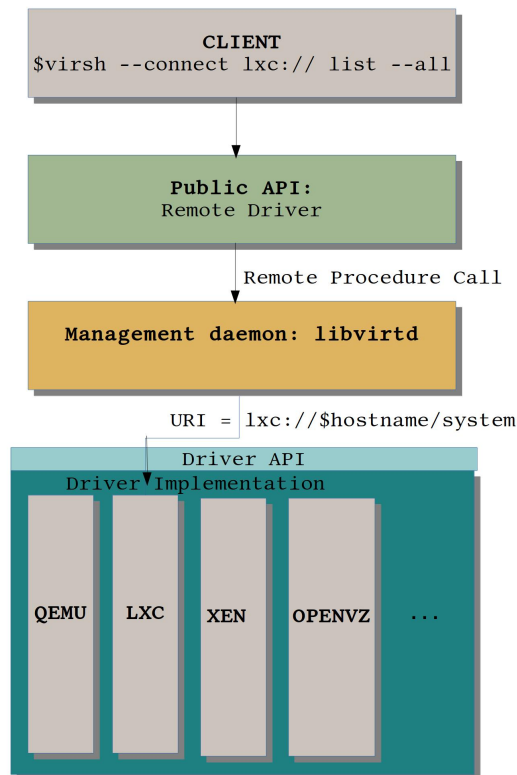 CLIENT
$virsh --connect lxc:// list --all
Public API:
Remote Driver
Remote Procedure Call
Management daemon: libvirtd
URI = lxc://$hostname/system
Driver API
Driver Implementation
QEMU
LXC
XEN
OPENVZ
...